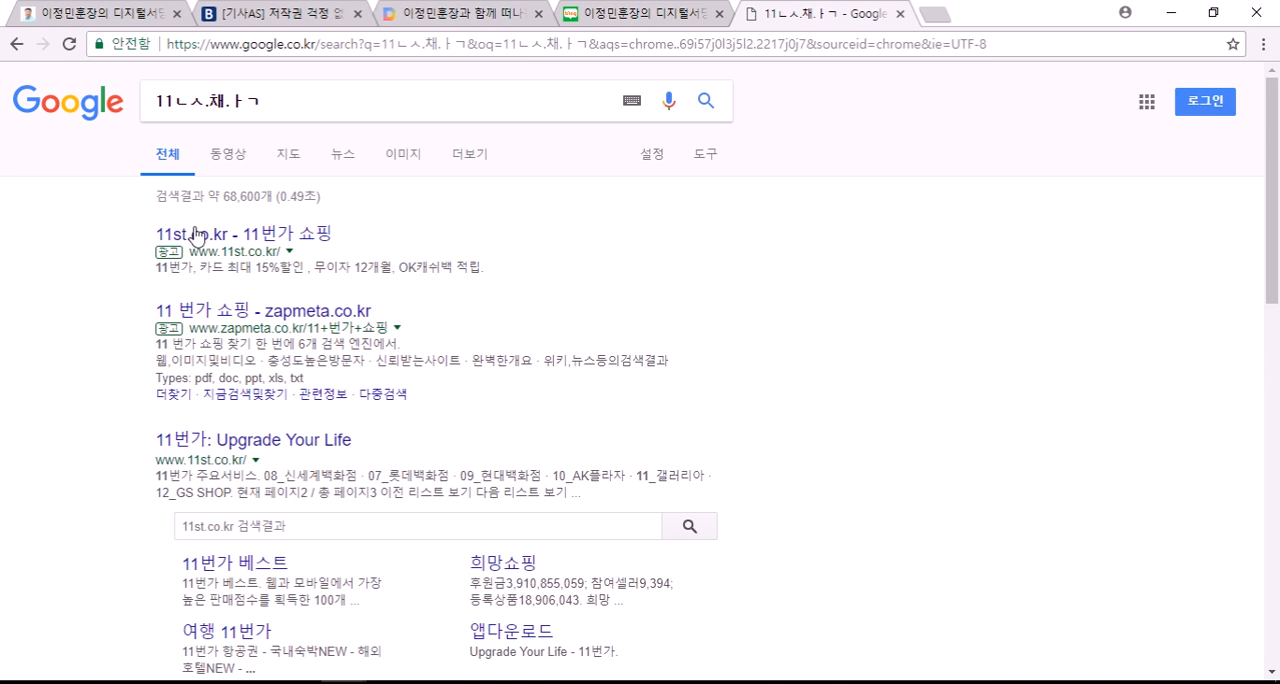 이정민훈장의 디지털서당
[기사AS] 저작권 걱정 없
이정민훈장과 함께 떠나
이정민훈장의 디지털서당
11ㄴㅅ.채.ㅏㄱ - Google
안전함
https://www.google.co.kr/search?q=11ㄴㅅ.채.ㅏㄱ&oq=11ㄴㅅ.채.ㅏㄱ&aqs=chrome..69i57j0l3j5l2.2217j0j7&sourceid=chrome&ie=UTF-8
Google
11ㄴㅅ.채.ㅏㄱ
로그인
전체 동영상 지도 뉴스 이미지 더보기 설정 도구
검색결과 약 68,600개 (0.49초)
11st.co.kr - 11번가 쇼핑
광고 www.11st.co.kr/
11번가, 카드 최대 15%할인 , 무이자 12개월, OK캐쉬백 적립.
11 번가 쇼핑 - zapmeta.co.kr
광고 www.zapmeta.co.kr/11+번가+쇼핑
11 번가 쇼핑 찾기 한 번에 6개 검색 엔진에서.
웹,이미지및비디오 · 충성도높은방문자 · 신뢰받는사이트 · 완벽한개요 · 위키,뉴스등의검색결과
Types: pdf, doc, ppt, xls, txt
더찾기 · 지금검색및찾기 · 관련정보 · 다중검색
11번가: Upgrade Your Life
www.11st.co.kr/
11번가 주요서비스. 08_신세계백화점 · 07_롯데백화점 · 09_현대백화점 · 10_AK플라자 · 11_갤러리아 ·
12_GS SHOP. 현재 페이지2 / 총 페이지3 이전 리스트 보기 다음 리스트 보기 ...
11st.co.kr 검색결과
11번가 베스트
11번가 베스트. 웹과 모바일에서 가장
높은 판매점수를 획득한 100개 ...
희망쇼핑
후원금3,910,855,059; 참여셀러9,394;
등록상품18,906,043. 희망 ...
여행 11번가
11번가 항공권 - 국내숙박NEW - 해외
호텔NEW - ...
앱다운로드
Upgrade Your Life - 11번가.